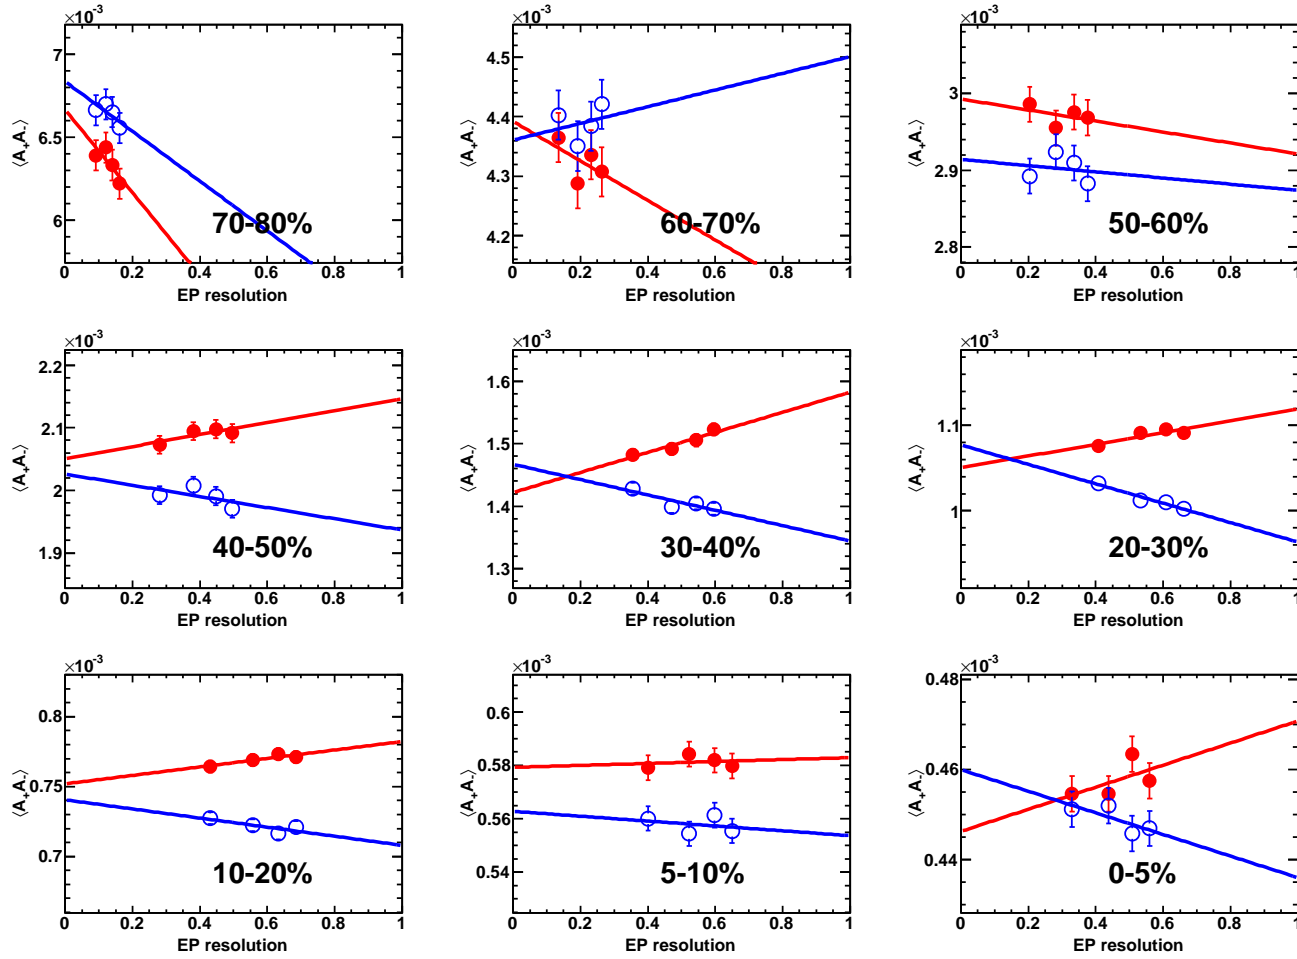 ×10⁻³ ×10⁻³ ×10⁻³
⟨A₊A₋⟩ ⟨A₊A₋⟩ ⟨A₊A₋⟩
7 6.5 6
4.5 4.4 4.3 4.2
3 2.9 2.8
70-80% 60-70% 50-60%
0 0.2 0.4 0.6 0.8 1 0 0.2 0.4 0.6 0.8 1 0 0.2 0.4 0.6 0.8 1
EP resolution EP resolution EP resolution
×10⁻³ ×10⁻³ ×10⁻³
⟨A₊A₋⟩ ⟨A₊A₋⟩ ⟨A₊A₋⟩
2.2 2.1 2 1.9
1.6 1.5 1.4 1.3
1.1 1
40-50% 30-40% 20-30%
0 0.2 0.4 0.6 0.8 1 0 0.2 0.4 0.6 0.8 1 0 0.2 0.4 0.6 0.8 1
EP resolution EP resolution EP resolution
×10⁻³ ×10⁻³ ×10⁻³
⟨A₊A₋⟩ ⟨A₊A₋⟩ ⟨A₊A₋⟩
0.8 0.75 0.7
0.6 0.58 0.56 0.54
0.48 0.46 0.44
10-20% 5-10% 0-5%
0 0.2 0.4 0.6 0.8 1 0 0.2 0.4 0.6 0.8 1 0 0.2 0.4 0.6 0.8 1
EP resolution EP resolution EP resolution